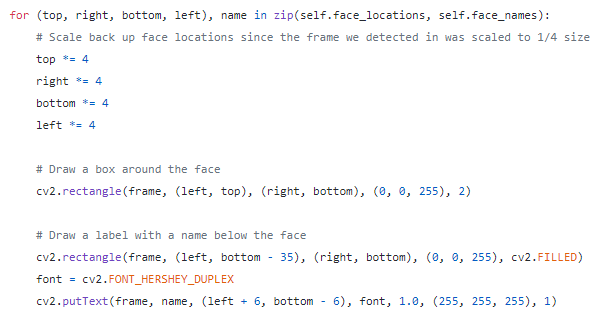 for (top, right, bottom, left), name in zip(self.face_locations, self.face_names):
    # Scale back up face locations since the frame we detected in was scaled to 1/4 size
    top *= 4
    right *= 4
    bottom *= 4
    left *= 4

    # Draw a box around the face
    cv2.rectangle(frame, (left, top), (right, bottom), (0, 0, 255), 2)

    # Draw a label with a name below the face
    cv2.rectangle(frame, (left, bottom - 35), (right, bottom), (0, 0, 255), cv2.FILLED)
    font = cv2.FONT_HERSHEY_DUPLEX
    cv2.putText(frame, name, (left + 6, bottom - 6), font, 1.0, (255, 255, 255), 1)